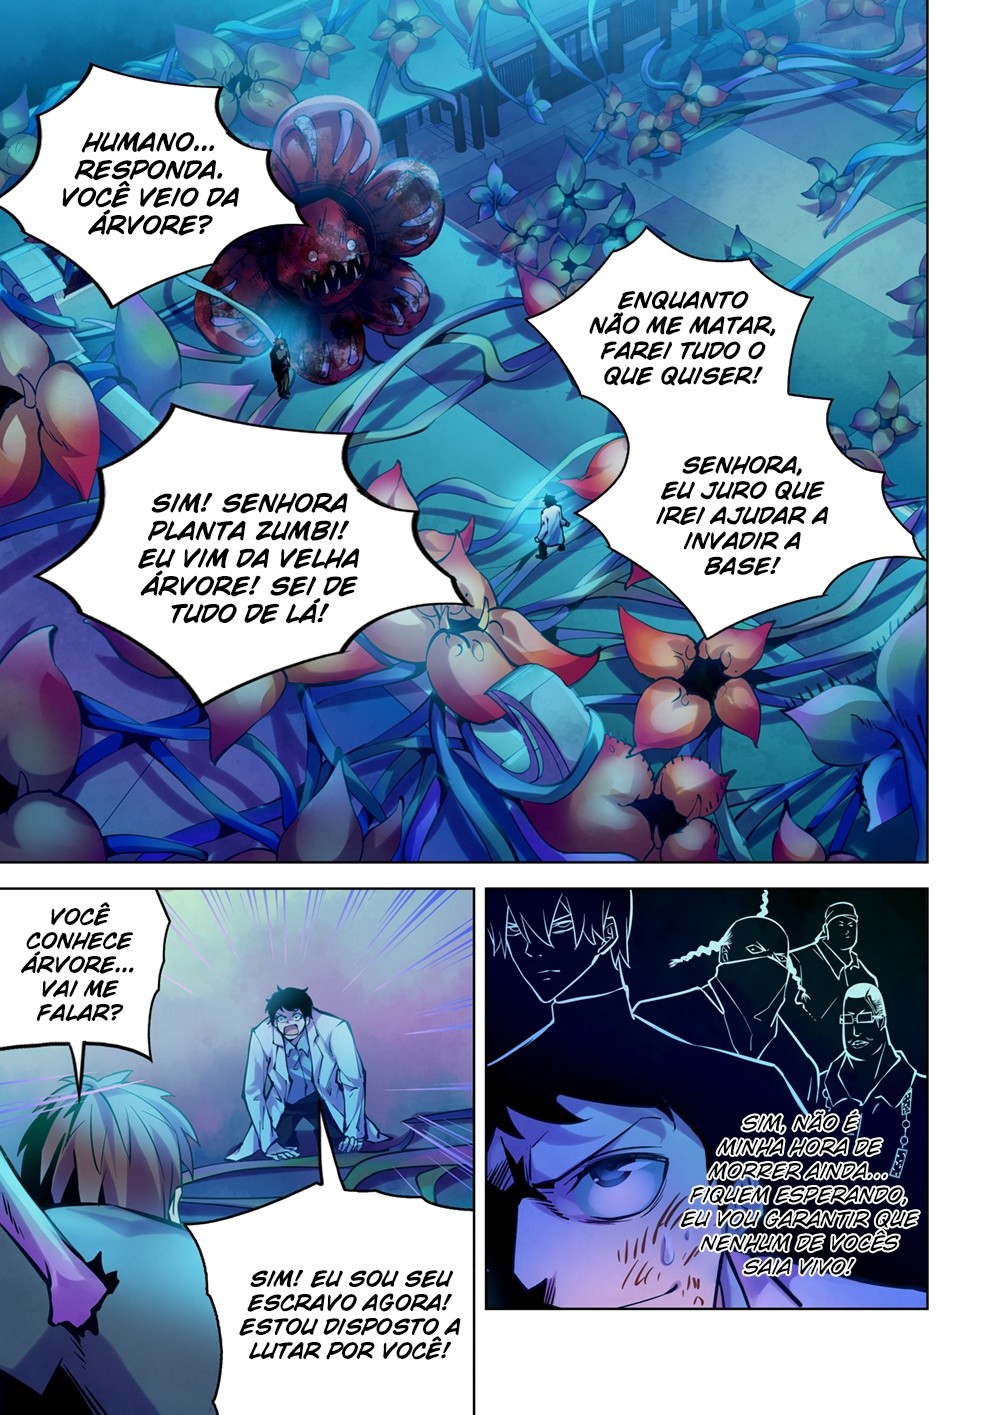 HUMANO...
RESPONDA.
VOCÊ VEIO DA
ÁRVORE?
ENQUANTO
NÃO ME MATAR,
FAREI TUDO O
QUE QUISER!
SENHORA,
EU JURO QUE
IREI AJUDAR A
INVADIR A
BASE!
SIM! SENHORA
PLANTA ZUMBI!
EU VIM DA VELHA
ÁRVORE! SEI DE
TUDO DE LÁ!
VOCÊ
CONHECE
ÁRVORE...
VAI ME
FALAR?
SIM! EU SOU SEU
ESCRAVO AGORA!
ESTOU DISPOSTO A
LUTAR POR VOCÊ!
SIM, NÃO É
MINHA HORA DE
MORRER AINDA...
FIQUEM ESPERANDO,
EU VOU GARANTIR QUE
NENHUM DE VOCÊS
SAIA VIVO!